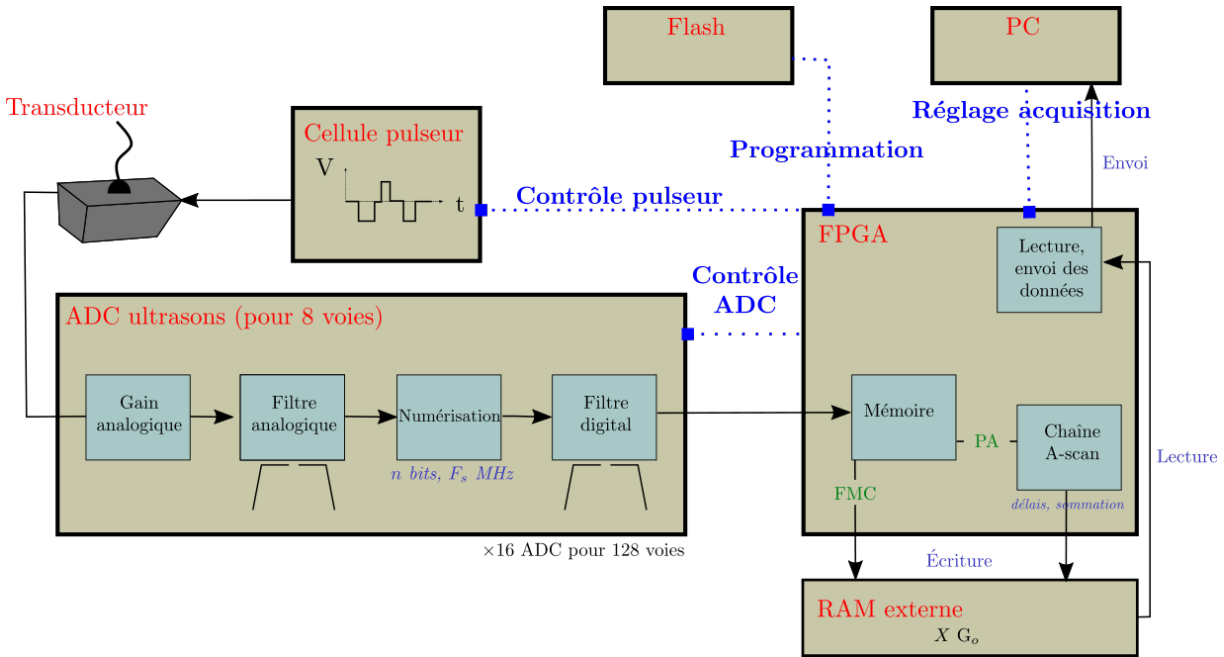 Flash
PC
Transducteur
Cellule pulseur
V
t
Réglage acquisition
Programmation
Envoi
Contrôle pulseur
FPGA
Lecture,
envoi des
données
Contrôle
ADC
ADC ultrasons (pour 8 voies)
Gain
analogique
Filtre
analogique
Numérisation
Filtre
digital
n bits, Fₛ MHz
Mémoire
PA
Chaîne
A-scan
Lecture
FMC
délais, sommation
×16 ADC pour 128 voies
Écriture
RAM externe
X Gₒ